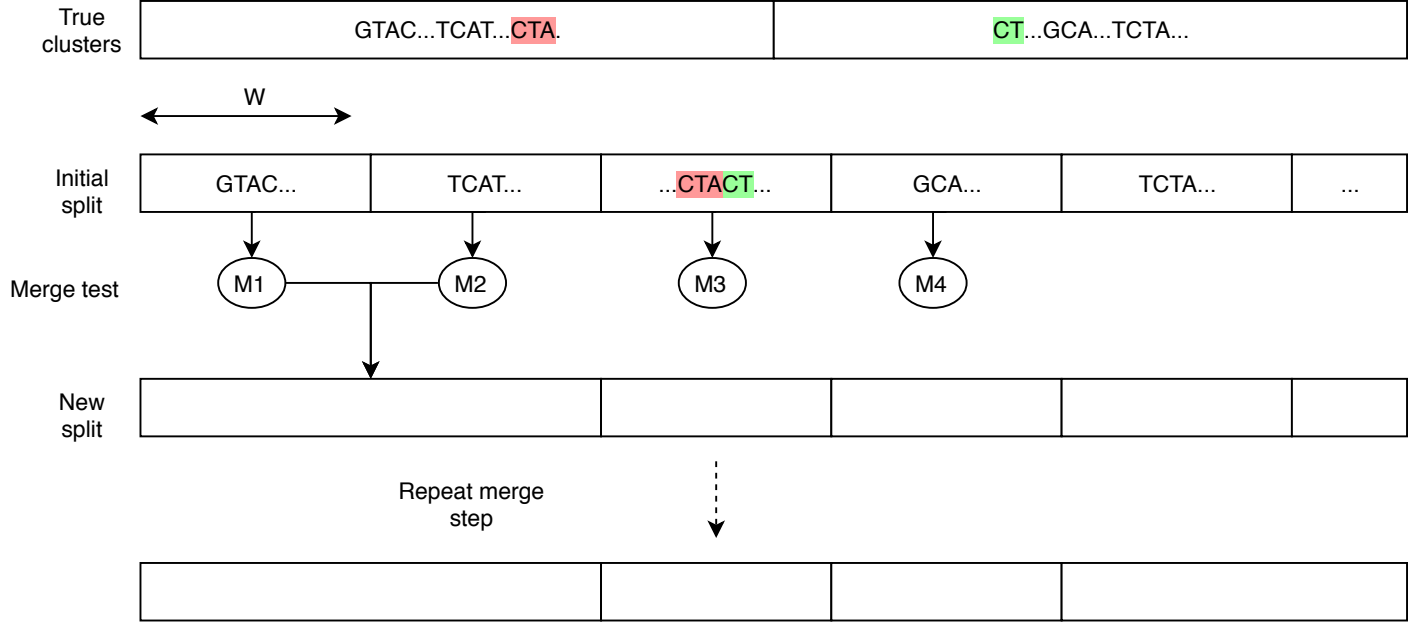 True
clusters
GTAC...TCAT...CTA.
CT...GCA...TCTA...
W
Initial
split
GTAC...
TCAT...
...CTACT...
GCA...
TCTA...
...
Merge test
M1
M2
M3
M4
New
split
Repeat merge
step